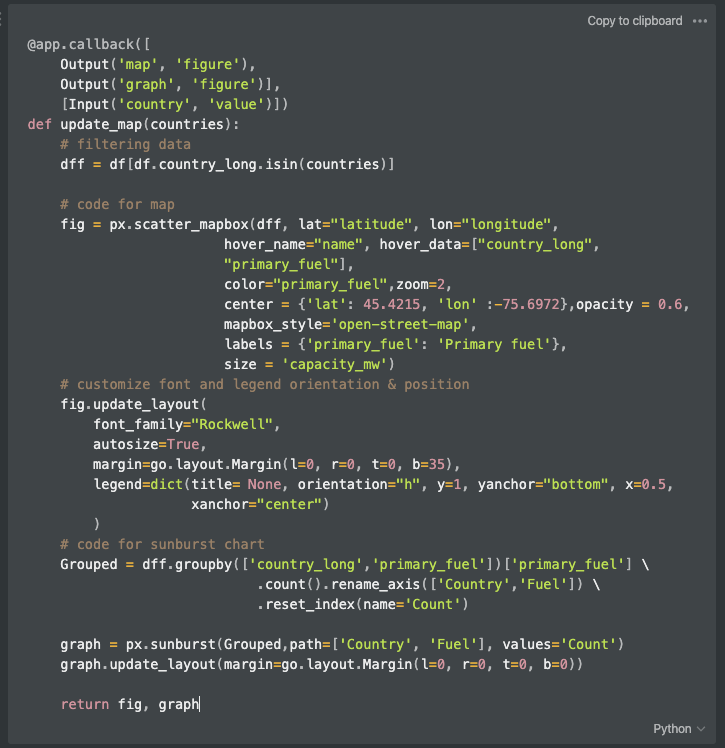 Copy to clipboard •••
@app.callback([
    Output('map', 'figure'),
    Output('graph', 'figure')],
    [Input('country', 'value')])
def update_map(countries):
    # filtering data
    dff = df[df.country_long.isin(countries)]

    # code for map
    fig = px.scatter_mapbox(dff, lat="latitude", lon="longitude",
                        hover_name="name", hover_data=["country_long",
                        "primary_fuel"],
                        color="primary_fuel",zoom=2,
                        center = {'lat': 45.4215, 'lon' :-75.6972},opacity = 0.6,
                        mapbox_style='open-street-map',
                        labels = {'primary_fuel': 'Primary fuel'},
                        size = 'capacity_mw')
    # customize font and legend orientation & position
    fig.update_layout(
        font_family="Rockwell",
        autosize=True,
        margin=go.layout.Margin(l=0, r=0, t=0, b=35),
        legend=dict(title= None, orientation="h", y=1, yanchor="bottom", x=0.5,
                    xanchor="center")
        )
    # code for sunburst chart
    Grouped = dff.groupby(['country_long','primary_fuel'])['primary_fuel'] \
                            .count().rename_axis(['Country','Fuel']) \
                            .reset_index(name='Count')

    graph = px.sunburst(Grouped,path=['Country', 'Fuel'], values='Count')
    graph.update_layout(margin=go.layout.Margin(l=0, r=0, t=0, b=0))

    return fig, graph
Python